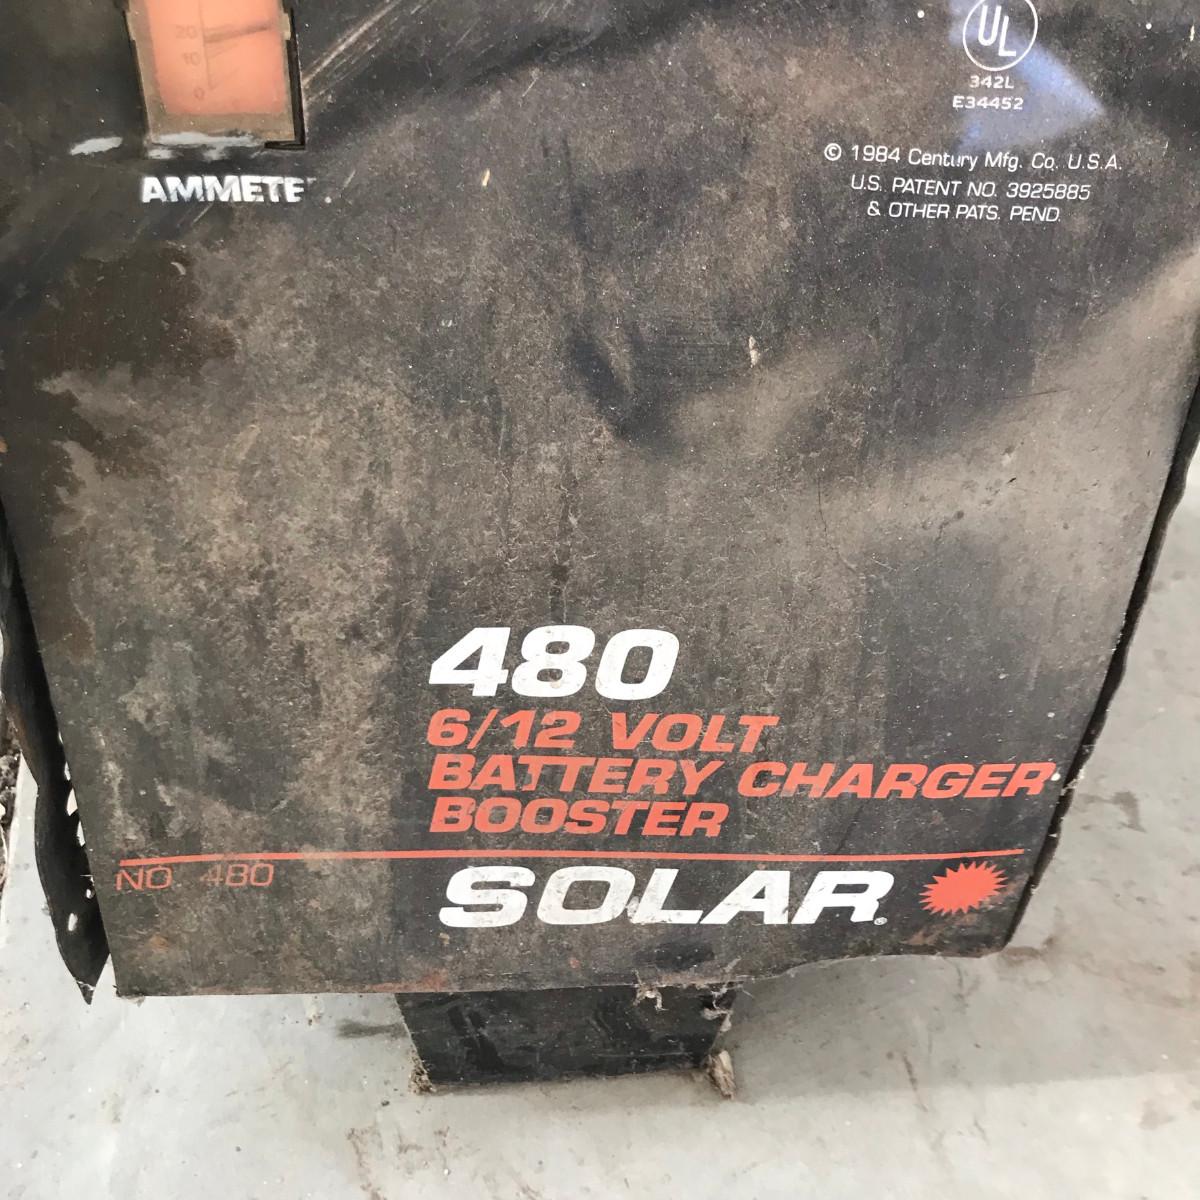 20
10
0
AMMETE
UL
342L
E34452
© 1984 Century Mfg. Co. U.S.A.
U.S. PATENT NO. 3925885
& OTHER PATS. PEND.
480
6/12 VOLT
BATTERY CHARGER
BOOSTER
NO 480
SOLAR®